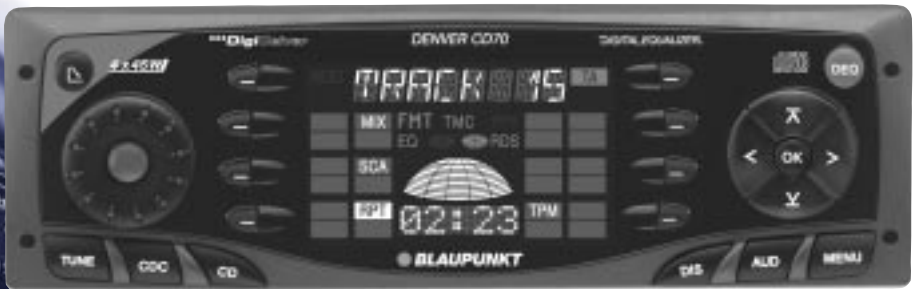 DigiCeiver
DENVER CD70
DIGITAL EQUALIZER
4 x 45W
DEQ
TRACK 15
TA
MIX
FMT TMC
EQ
RDS
SCA
OK
RPT
02:23
TPM
BLAUPUNKT
TUNE
CDC
CD
DIS
AUD
MENU